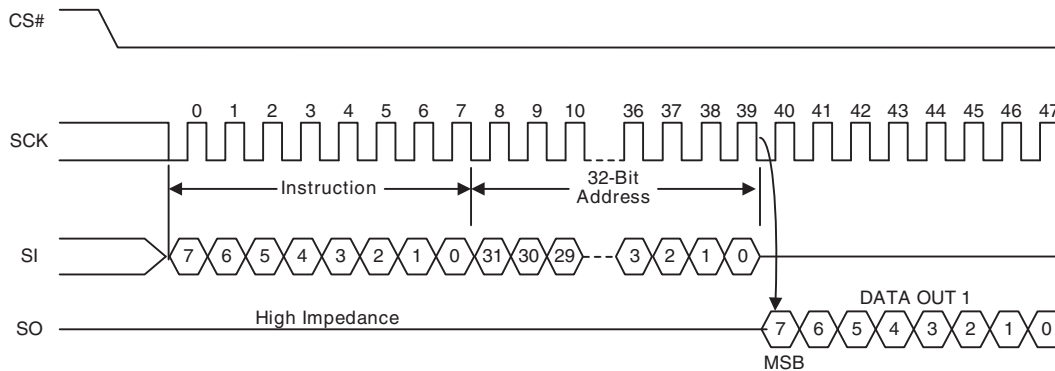 CS#
0 1 2 3 4 5 6 7 8 9 10 36 37 38 39 40 41 42 43 44 45 46 47
SCK
Instruction
32-Bit
Address
SI
7 6 5 4 3 2 1 0 31 30 29 3 2 1 0
DATA OUT 1
SO
High Impedance
7 6 5 4 3 2 1 0
MSB